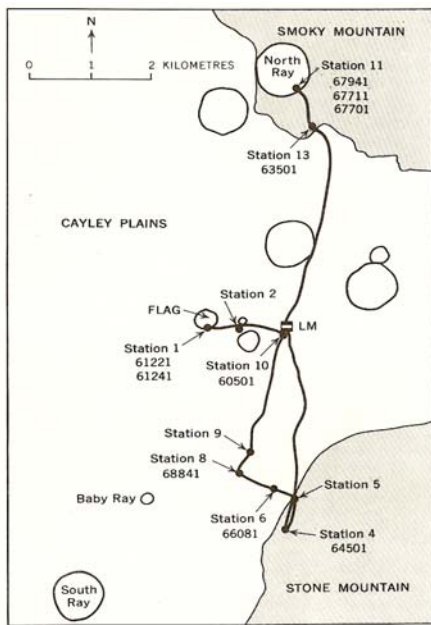 N
0 1 2 KILOMETRES
SMOKY MOUNTAIN
North
Ray
Station 11
67941
67711
67701
Station 13
63501
CAYLEY PLAINS
FLAG
Station 2
LM
Station 1
61221
61241
Station 10
60501
Station 9
Station 8
68841
Baby Ray
Station 5
Station 6
66081
Station 4
64501
South
Ray
STONE MOUNTAIN